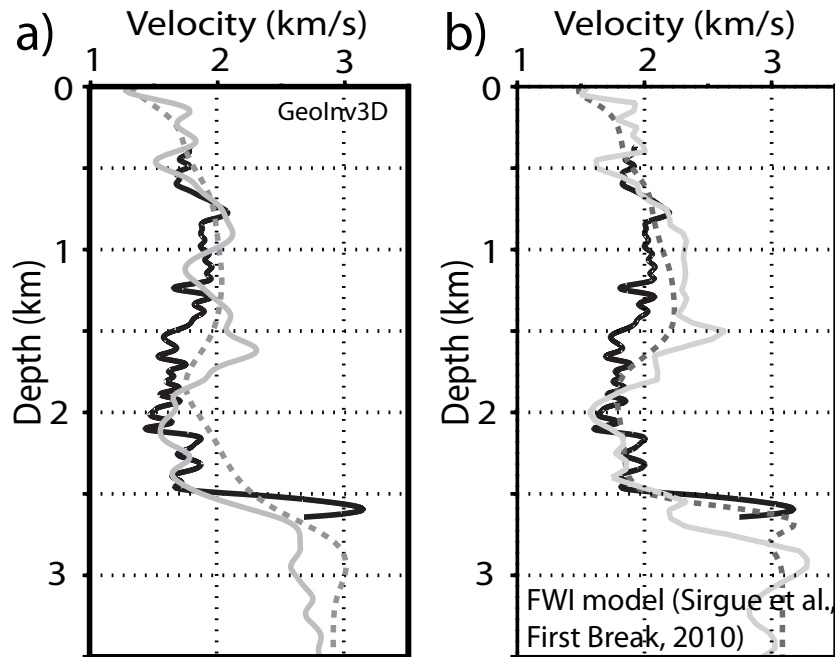 a)
Velocity (km/s)
1 2 3
0
GeoInv3D
1
Depth (km)
2
3
b)
Velocity (km/s)
1 2 3
0
1
Depth (km)
2
3
FWI model (Sirgue et al.,
First Break, 2010)